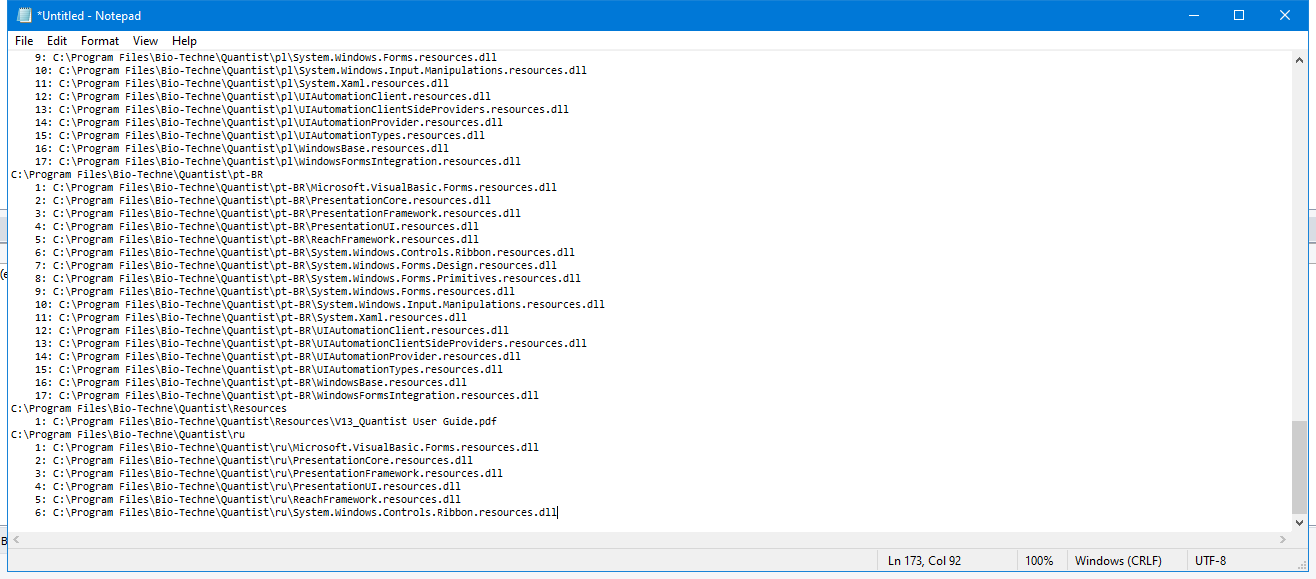 *Untitled - Notepad
File Edit Format View Help
9: C:\Program Files\Bio-Techne\Quantist\pl\System.Windows.Forms.resources.dll
10: C:\Program Files\Bio-Techne\Quantist\pl\System.Windows.Input.Manipulations.resources.dll
11: C:\Program Files\Bio-Techne\Quantist\pl\System.Xaml.resources.dll
12: C:\Program Files\Bio-Techne\Quantist\pl\UIAutomationClient.resources.dll
13: C:\Program Files\Bio-Techne\Quantist\pl\UIAutomationClientSideProviders.resources.dll
14: C:\Program Files\Bio-Techne\Quantist\pl\UIAutomationProvider.resources.dll
15: C:\Program Files\Bio-Techne\Quantist\pl\UIAutomationTypes.resources.dll
16: C:\Program Files\Bio-Techne\Quantist\pl\WindowsBase.resources.dll
17: C:\Program Files\Bio-Techne\Quantist\pl\WindowsFormsIntegration.resources.dll
C:\Program Files\Bio-Techne\Quantist\pt-BR
1: C:\Program Files\Bio-Techne\Quantist\pt-BR\Microsoft.VisualBasic.Forms.resources.dll
2: C:\Program Files\Bio-Techne\Quantist\pt-BR\PresentationCore.resources.dll
3: C:\Program Files\Bio-Techne\Quantist\pt-BR\PresentationFramework.resources.dll
4: C:\Program Files\Bio-Techne\Quantist\pt-BR\PresentationUI.resources.dll
5: C:\Program Files\Bio-Techne\Quantist\pt-BR\ReachFramework.resources.dll
6: C:\Program Files\Bio-Techne\Quantist\pt-BR\System.Windows.Controls.Ribbon.resources.dll
7: C:\Program Files\Bio-Techne\Quantist\pt-BR\System.Windows.Forms.Design.resources.dll
8: C:\Program Files\Bio-Techne\Quantist\pt-BR\System.Windows.Forms.Primitives.resources.dll
9: C:\Program Files\Bio-Techne\Quantist\pt-BR\System.Windows.Forms.resources.dll
10: C:\Program Files\Bio-Techne\Quantist\pt-BR\System.Windows.Input.Manipulations.resources.dll
11: C:\Program Files\Bio-Techne\Quantist\pt-BR\System.Xaml.resources.dll
12: C:\Program Files\Bio-Techne\Quantist\pt-BR\UIAutomationClient.resources.dll
13: C:\Program Files\Bio-Techne\Quantist\pt-BR\UIAutomationClientSideProviders.resources.dll
14: C:\Program Files\Bio-Techne\Quantist\pt-BR\UIAutomationProvider.resources.dll
15: C:\Program Files\Bio-Techne\Quantist\pt-BR\UIAutomationTypes.resources.dll
16: C:\Program Files\Bio-Techne\Quantist\pt-BR\WindowsBase.resources.dll
17: C:\Program Files\Bio-Techne\Quantist\pt-BR\WindowsFormsIntegration.resources.dll
C:\Program Files\Bio-Techne\Quantist\Resources
1: C:\Program Files\Bio-Techne\Quantist\Resources\V13_Quantist User Guide.pdf
C:\Program Files\Bio-Techne\Quantist\ru
1: C:\Program Files\Bio-Techne\Quantist\ru\Microsoft.VisualBasic.Forms.resources.dll
2: C:\Program Files\Bio-Techne\Quantist\ru\PresentationCore.resources.dll
3: C:\Program Files\Bio-Techne\Quantist\ru\PresentationFramework.resources.dll
4: C:\Program Files\Bio-Techne\Quantist\ru\PresentationUI.resources.dll
5: C:\Program Files\Bio-Techne\Quantist\ru\ReachFramework.resources.dll
6: C:\Program Files\Bio-Techne\Quantist\ru\System.Windows.Controls.Ribbon.resources.dll
Ln 173, Col 92 100% Windows (CRLF) UTF-8